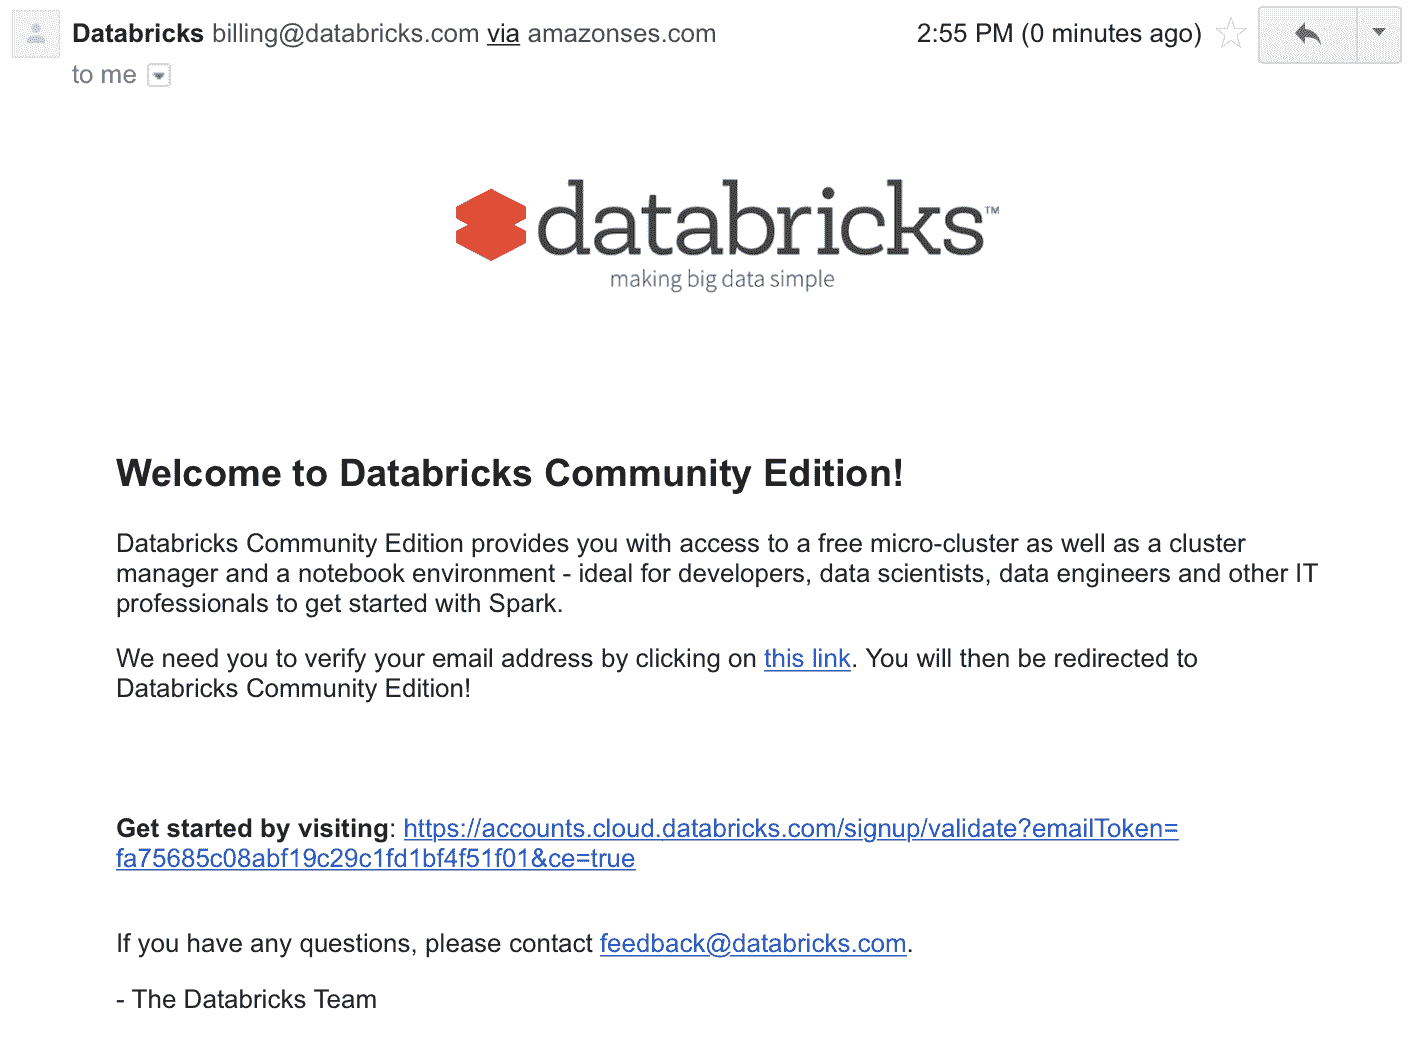 Databricks billing@databricks.com via amazonses.com
2:55 PM (0 minutes ago)
to me
databricks™
making big data simple
Welcome to Databricks Community Edition!
Databricks Community Edition provides you with access to a free micro-cluster as well as a cluster
manager and a notebook environment - ideal for developers, data scientists, data engineers and other IT
professionals to get started with Spark.
We need you to verify your email address by clicking on this link. You will then be redirected to
Databricks Community Edition!
Get started by visiting: https://accounts.cloud.databricks.com/signup/validate?emailToken=
fa75685c08abf19c29c1fd1bf4f51f01&ce=true
If you have any questions, please contact feedback@databricks.com.
- The Databricks Team